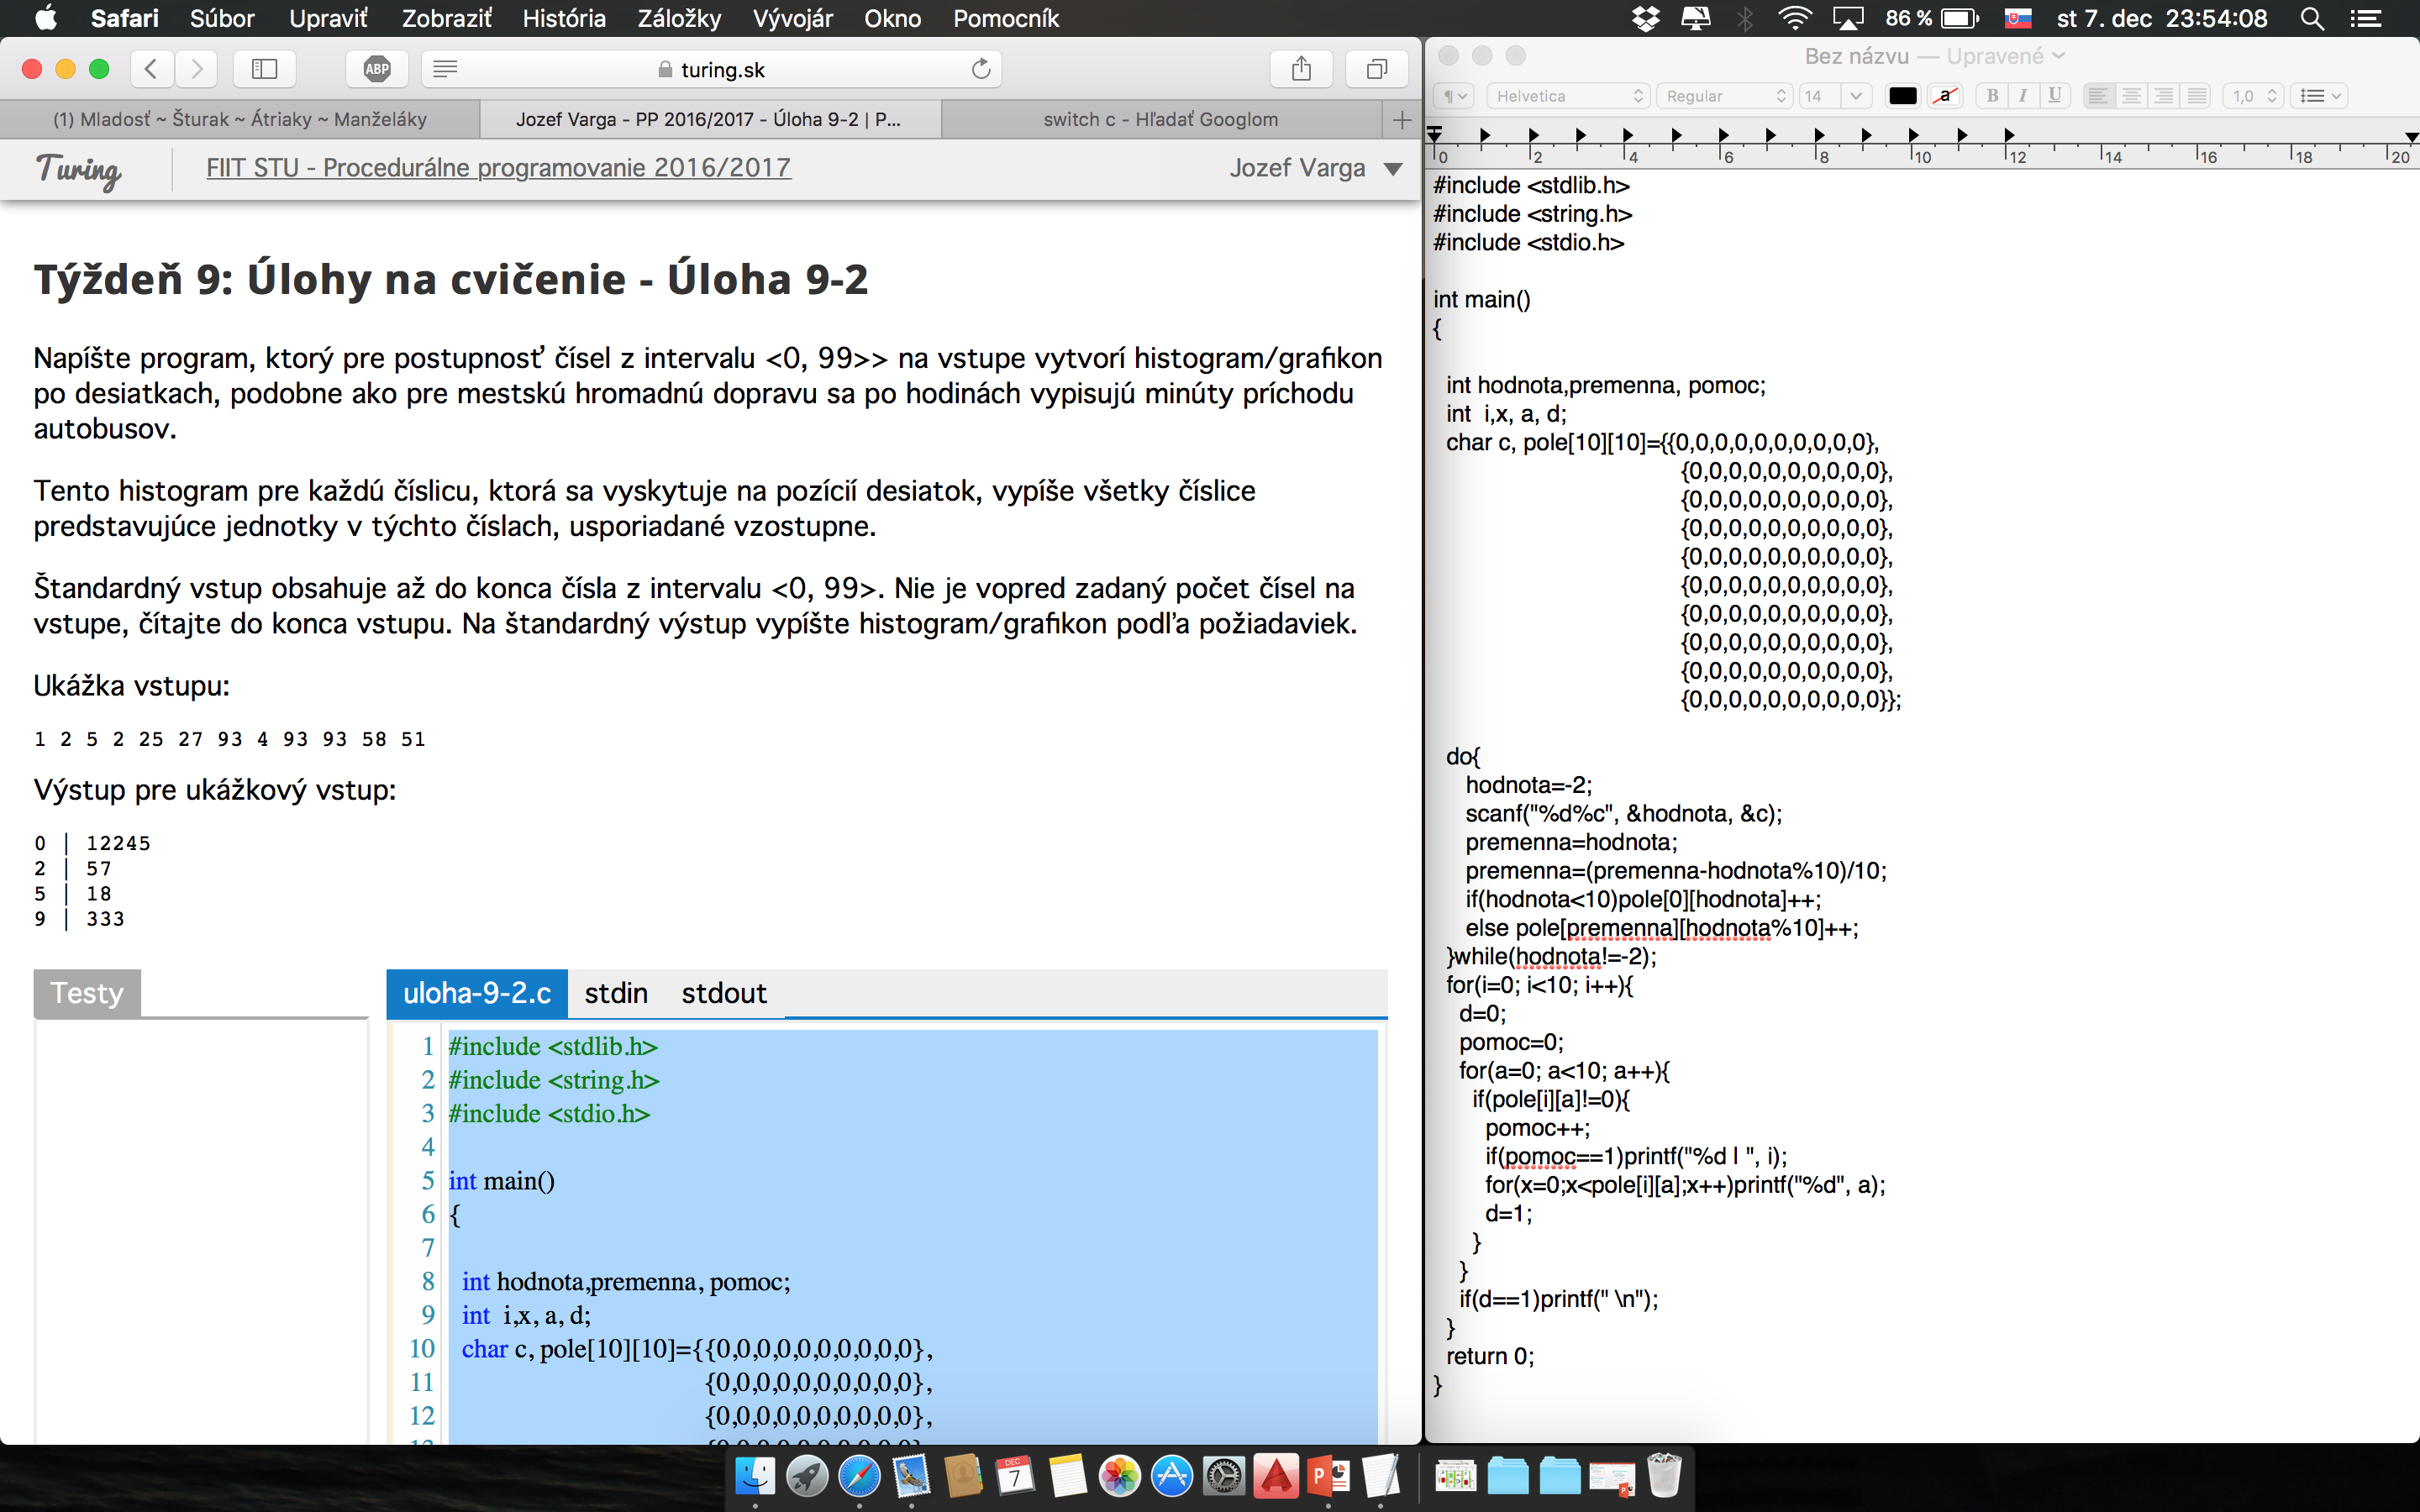 Safari Súbor Upraviť Zobraziť História Záložky Vývojár Okno Pomocník 86 % st 7. dec 23:54:08
ABP turing.sk
(1) Mladosť ~ Šturak ~ Átriaky ~ Manželáky
Jozef Varga - PP 2016/2017 - Úloha 9-2 | P...
switch c - Hľadať Googlom
Turing FIIT STU - Procedurálne programovanie 2016/2017 Jozef Varga
Týždeň 9: Úlohy na cvičenie - Úloha 9-2
Napíšte program, ktorý pre postupnosť čísel z intervalu <0, 99>> na vstupe vytvorí histogram/grafikon
po desiatkach, podobne ako pre mestskú hromadnú dopravu sa po hodinách vypisujú minúty príchodu
autobusov.
Tento histogram pre každú číslicu, ktorá sa vyskytuje na pozícií desiatok, vypíše všetky číslice
predstavujúce jednotky v týchto číslach, usporiadané vzostupne.
Štandardný vstup obsahuje až do konca čísla z intervalu <0, 99>. Nie je vopred zadaný počet čísel na
vstupe, čítajte do konca vstupu. Na štandardný výstup vypíšte histogram/grafikon podľa požiadaviek.
Ukážka vstupu:
1 2 5 2 25 27 93 4 93 93 58 51
Výstup pre ukážkový vstup:
0 | 12245
2 | 57
5 | 18
9 | 333
Testy
uloha-9-2.c stdin stdout
1 #include <stdlib.h>
2 #include <string.h>
3 #include <stdio.h>
4
5 int main()
6 {
7
8 int hodnota,premenna, pomoc;
9 int i,x, a, d;
10 char c, pole[10][10]={{0,0,0,0,0,0,0,0,0,0},
11 {0,0,0,0,0,0,0,0,0,0},
12 {0,0,0,0,0,0,0,0,0,0},
Bez názvu — Upravené
Helvetica Regular 14 a B I U 1,0
0 2 4 6 8 10 12 14 16 18 20
#include <stdlib.h>
#include <string.h>
#include <stdio.h>
int main()
{
int hodnota,premenna, pomoc;
int i,x, a, d;
char c, pole[10][10]={{0,0,0,0,0,0,0,0,0,0},
{0,0,0,0,0,0,0,0,0,0},
{0,0,0,0,0,0,0,0,0,0},
{0,0,0,0,0,0,0,0,0,0},
{0,0,0,0,0,0,0,0,0,0},
{0,0,0,0,0,0,0,0,0,0},
{0,0,0,0,0,0,0,0,0,0},
{0,0,0,0,0,0,0,0,0,0},
{0,0,0,0,0,0,0,0,0,0},
{0,0,0,0,0,0,0,0,0,0}};
do{
hodnota=-2;
scanf("%d%c", &hodnota, &c);
premenna=hodnota;
premenna=(premenna-hodnota%10)/10;
if(hodnota<10)pole[0][hodnota]++;
else pole[premenna][hodnota%10]++;
}while(hodnota!=-2);
for(i=0; i<10; i++){
d=0;
pomoc=0;
for(a=0; a<10; a++){
if(pole[i][a]!=0){
pomoc++;
if(pomoc==1)printf("%d | ", i);
for(x=0;x<pole[i][a];x++)printf("%d", a);
d=1;
}
}
if(d==1)printf(" \n");
}
return 0;
}
DEC
7